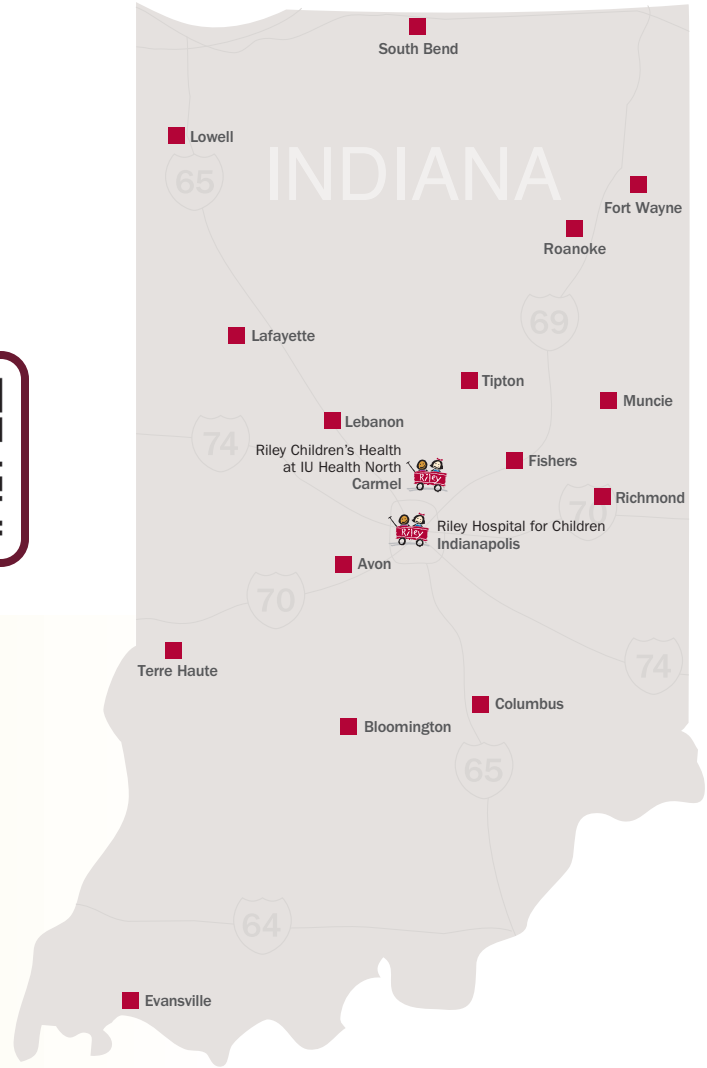 South Bend
Lowell
INDIANA
65
Fort Wayne
Roanoke
69
Lafayette
Tipton
Muncie
Lebanon
74
Riley Children's Health
at IU Health North
Carmel
Riley
Fishers
Richmond
70
Riley
Riley Hospital for Children
Indianapolis
Avon
70
Terre Haute
74
Columbus
Bloomington
65
64
Evansville